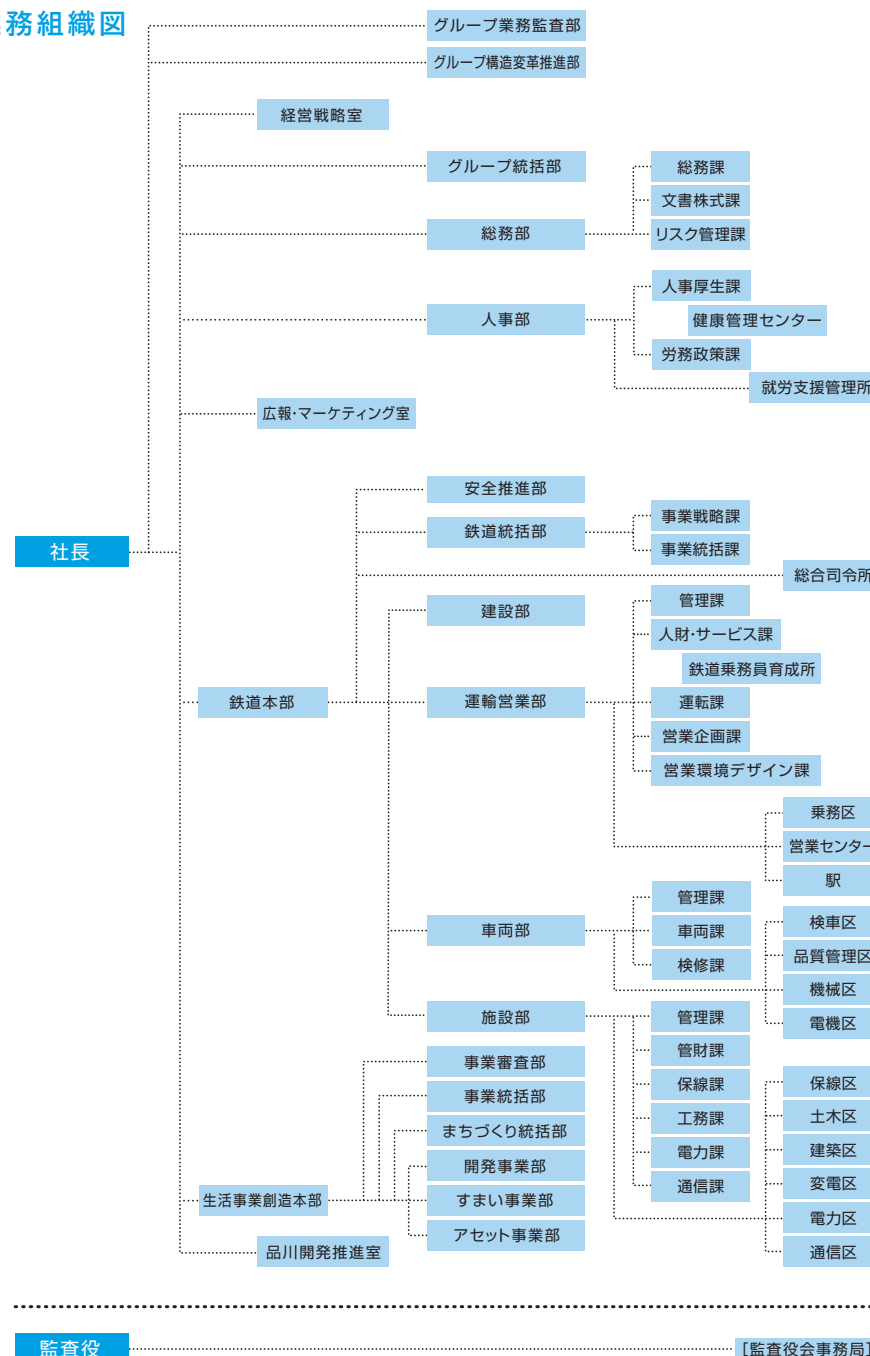 務組織図
グループ業務監査部
グループ構造変革推進部
経営戦略室
グループ統括部
総務課
文書株式課
総務部
リスク管理課
人事厚生課
健康管理センター
人事部
労務政策課
就労支援管理所
広報・マーケティング室
安全推進部
鉄道統括部
事業戦略課
事業統括課
社長
総合司令所
建設部
管理課
人財・サービス課
鉄道乗務員育成所
鉄道本部
運輸営業部
運転課
営業企画課
営業環境デザイン課
乗務区
営業センター
駅
車両部
管理課
車両課
検修課
検車区
品質管理区
機械区
電機区
施設部
管理課
管財課
保線課
工務課
電力課
通信課
保線区
土木区
建築区
変電区
電力区
通信区
事業審査部
事業統括部
まちづくり統括部
開発事業部
生活事業創造本部
すまい事業部
アセット事業部
品川開発推進室
監査役
[監査役会事務局]